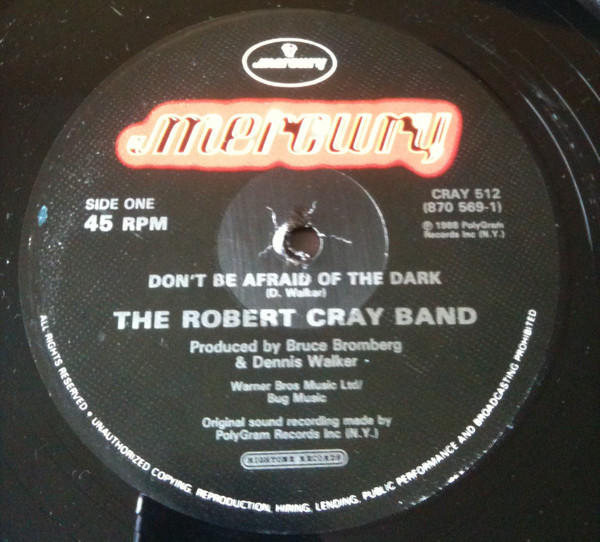 mercury
mercury
SIDE ONE
45 RPM
CRAY 512
(870 569-1)
℗ 1988 PolyGram
Records Inc (N.Y.)
DON'T BE AFRAID OF THE DARK
(D. Walker)
THE ROBERT CRAY BAND
Produced by Bruce Bromberg
& Dennis Walker
Warner Bros Music Ltd/
Bug Music
Original sound recording made by
PolyGram Records Inc (N.Y.)
HIGHTONE RECORDS
ALL RIGHTS RESERVED • UNAUTHORIZED COPYING, REPRODUCTION, HIRING, LENDING, PUBLIC PERFORMANCE AND BROADCASTING PROHIBITED